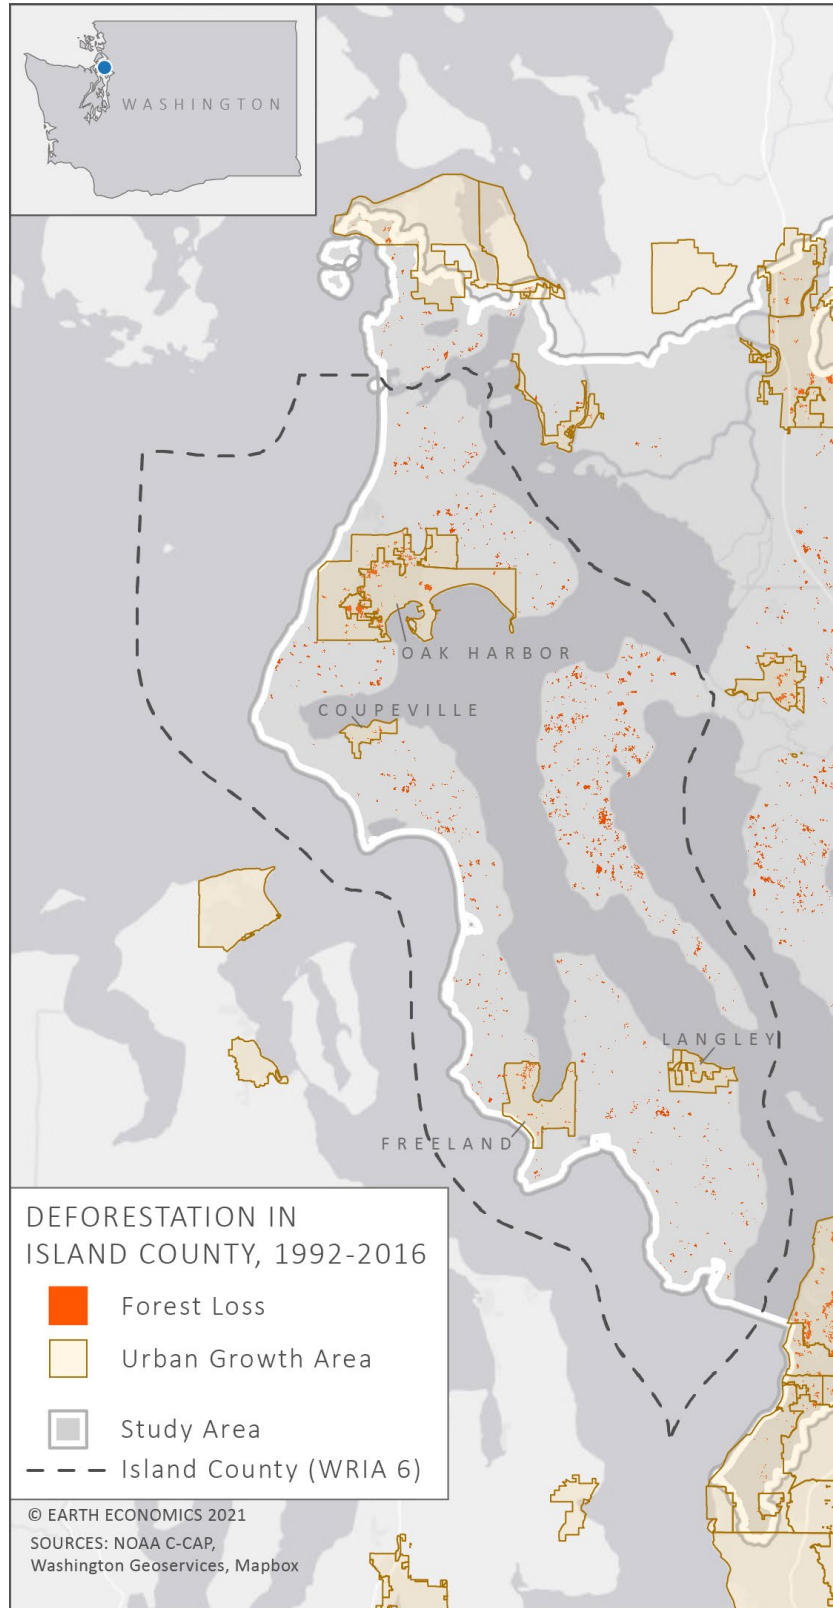 WASHINGTON
OAK HARBOR
COUPEVILLE
LANGLEY
FREELAND
DEFORESTATION IN
ISLAND COUNTY, 1992-2016
Forest Loss
Urban Growth Area
Study Area
Island County (WRIA 6)
© EARTH ECONOMICS 2021
SOURCES: NOAA C-CAP,
Washington Geoservices, Mapbox